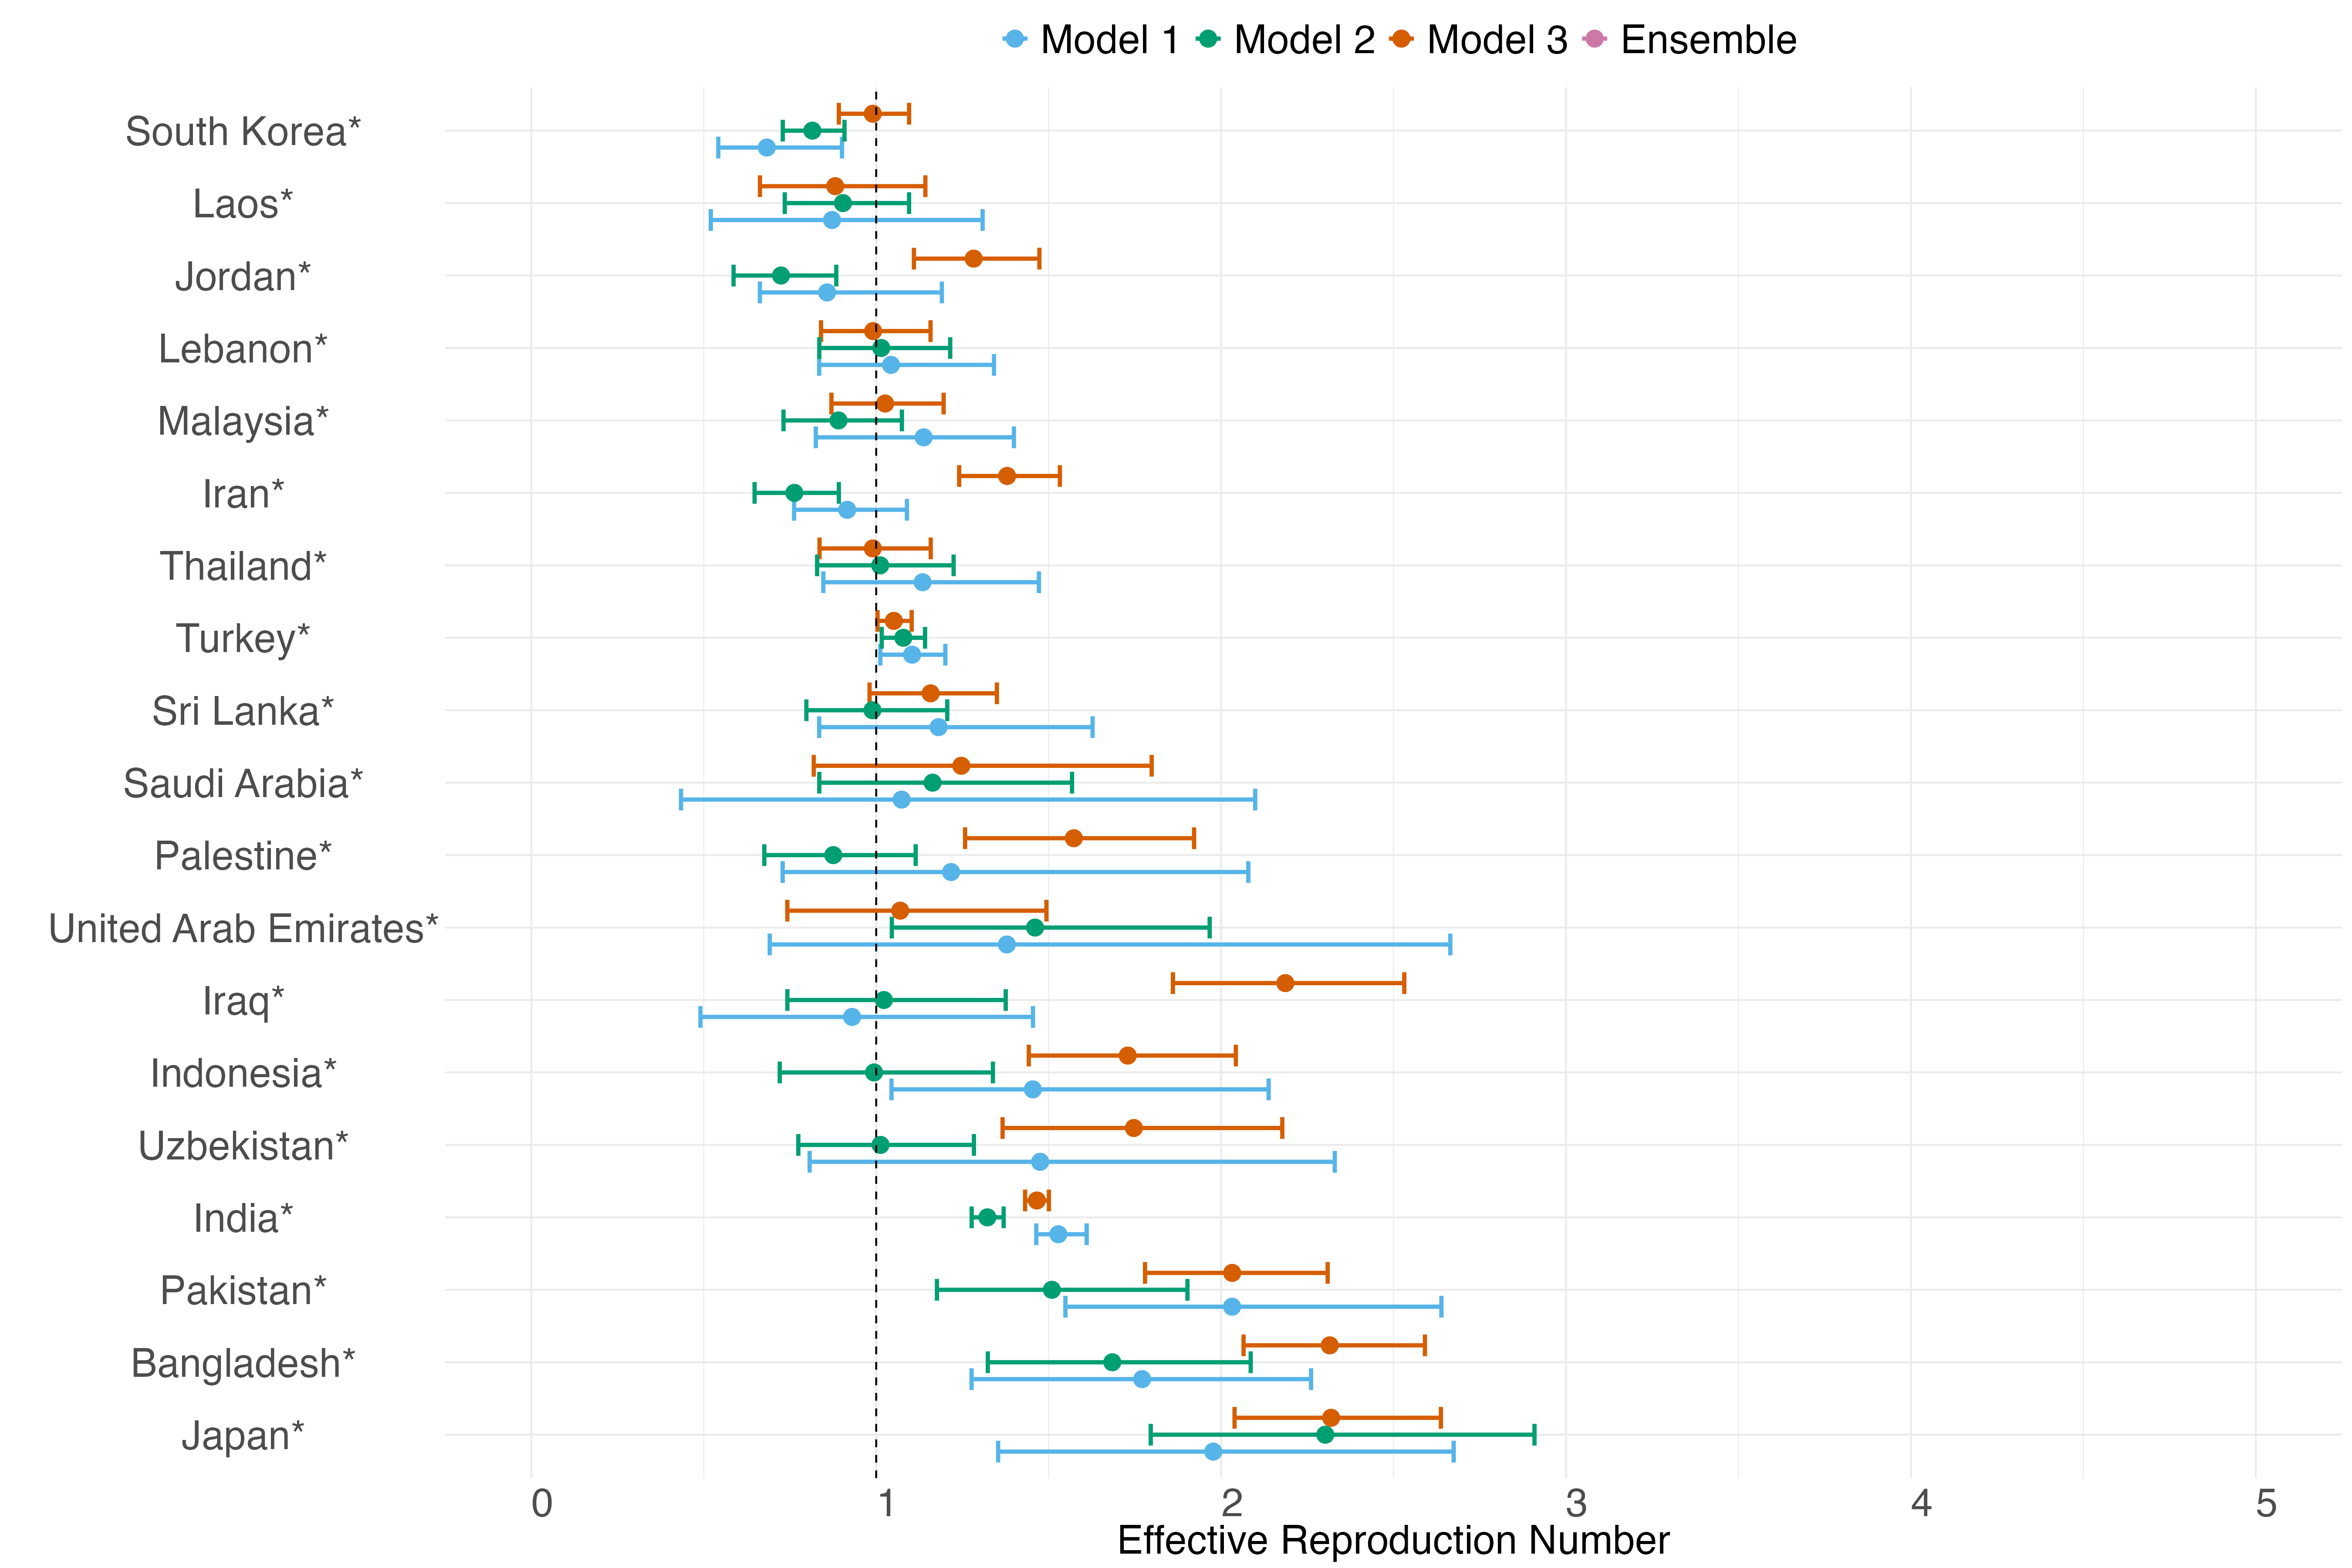 Model 1 Model 2 Model 3 Ensemble
South Korea*
Laos*
Jordan*
Lebanon*
Malaysia*
Iran*
Thailand*
Turkey*
Sri Lanka*
Saudi Arabia*
Palestine*
United Arab Emirates*
Iraq*
Indonesia*
Uzbekistan*
India*
Pakistan*
Bangladesh*
Japan*
0 1 2 3 4 5
Effective Reproduction Number